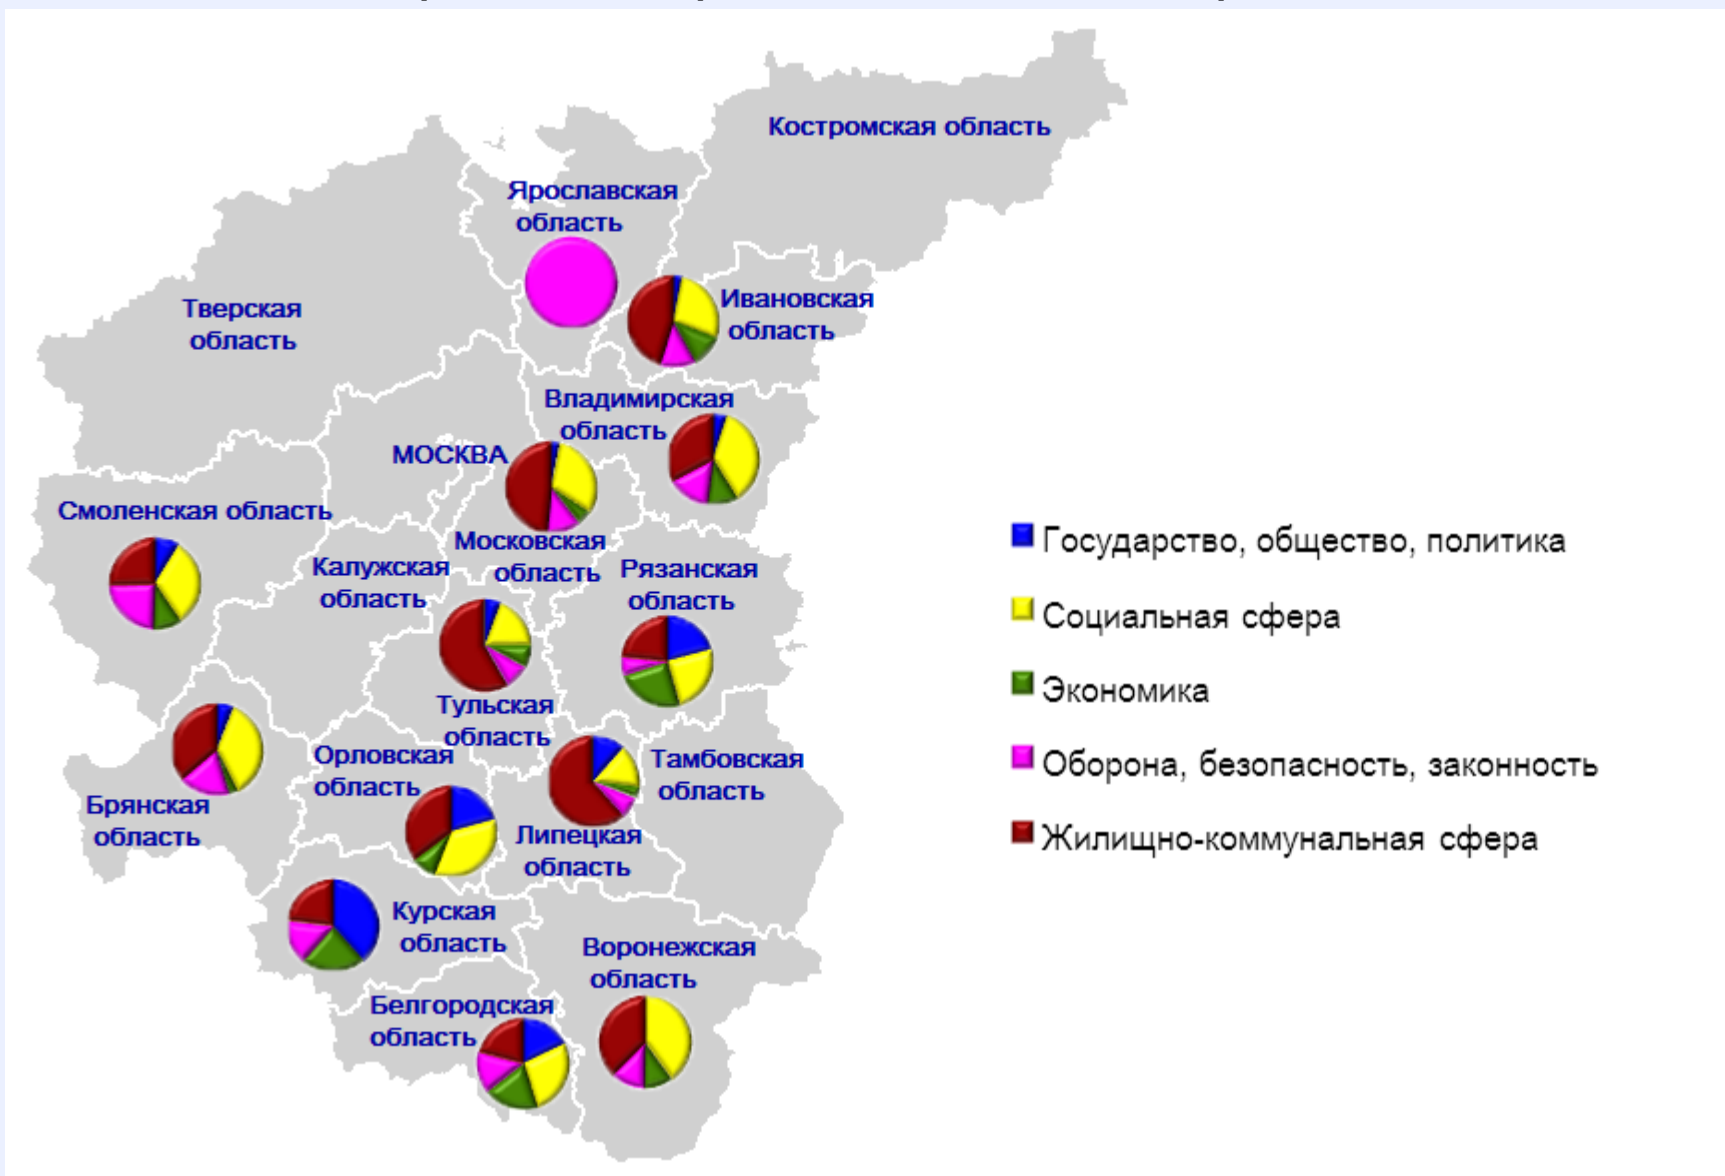 Костромская область
Ярославская
область
Ивановская
область
Тверская
область
Владимирская
область
МОСКВА
Смоленская область
Московская
область
Калужская
область
Рязанская
область
Тульская
область
Орловская
область
Тамбовская
область
Брянская
область
Липецкая
область
Курская
область
Воронежская
область
Белгородская
область
Государство, общество, политика
Социальная сфера
Экономика
Оборона, безопасность, законность
Жилищно-коммунальная сфера